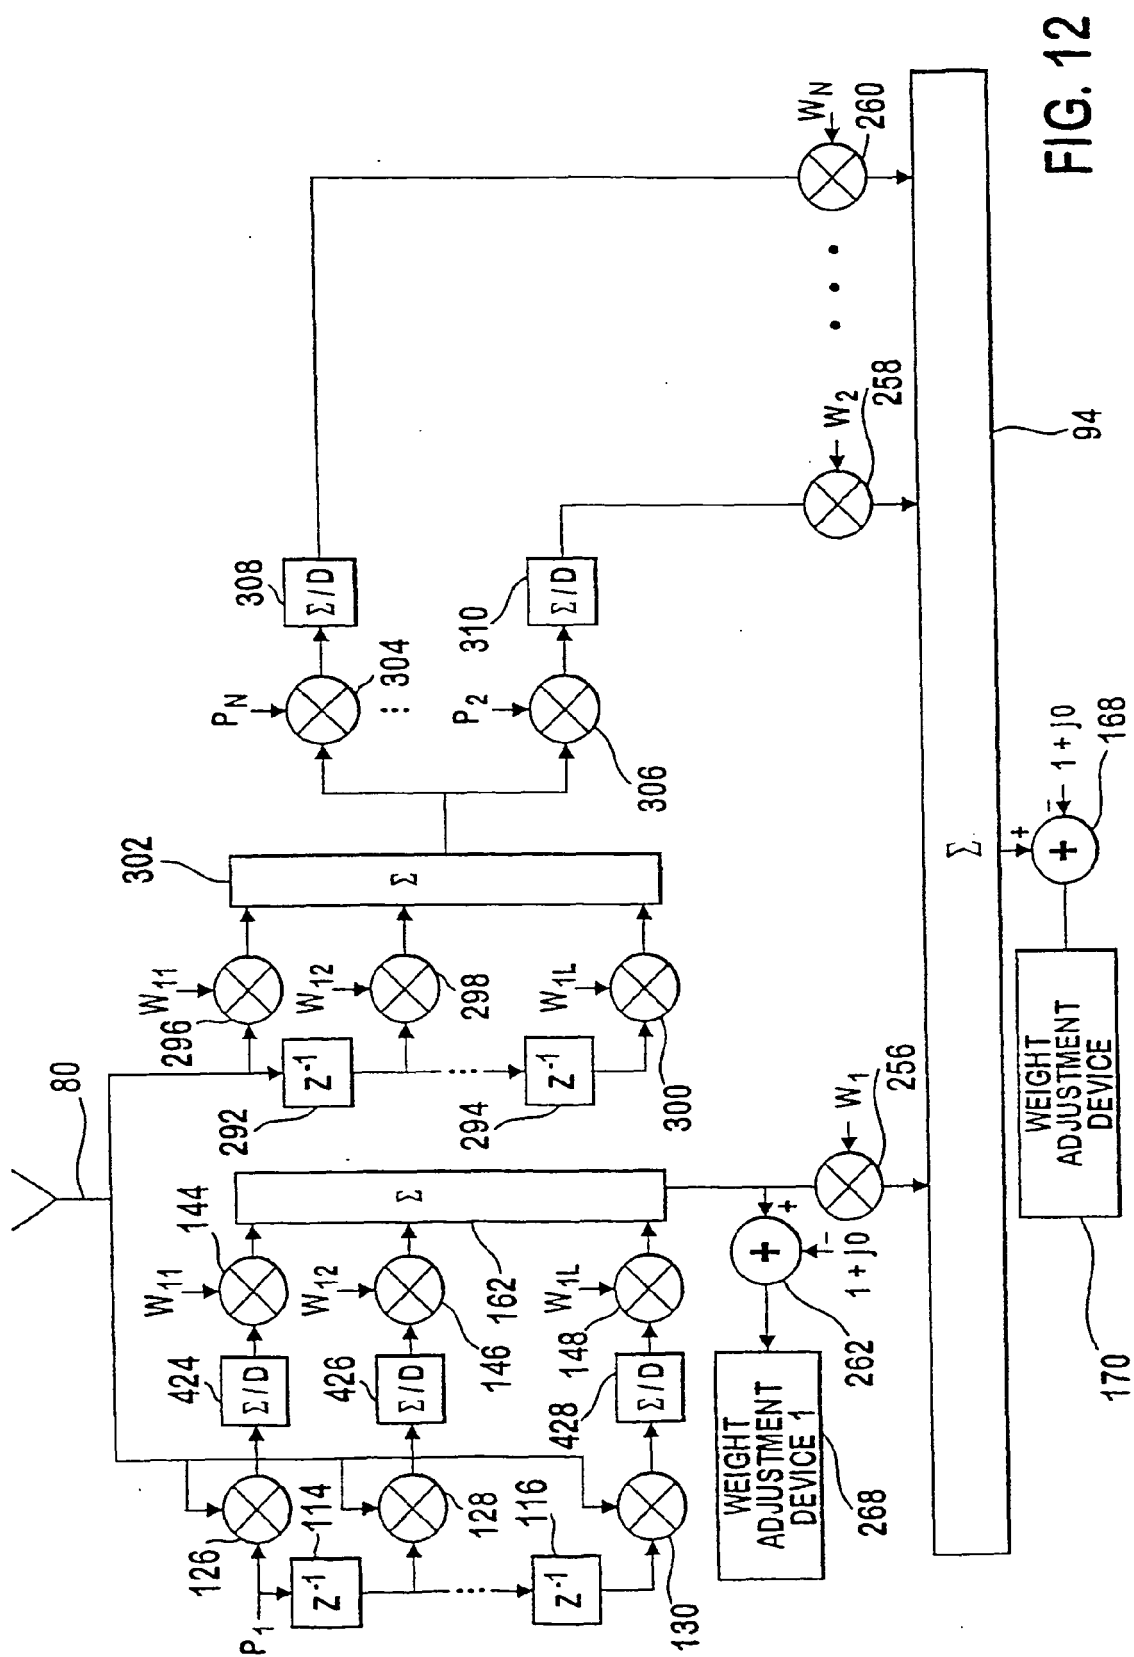 80
P1
126
114
Z-1
116
Z-1
128
130
424
Σ/D
426
Σ/D
428
Σ/D
W11
144
W12
146
W1L
148
Σ
162
292
Z-1
294
Z-1
W11
296
W12
298
W1L
300
302
Σ
PN
304
⋮
P2
306
308
Σ/D
310
Σ/D
WEIGHT
ADJUSTMENT
DEVICE 1
268
262
+
+
−
1 + j0
W1
256
W2
258
WN
260
Σ
94
+
+
−
1 + j0
168
WEIGHT
ADJUSTMENT
DEVICE
170
FIG. 12